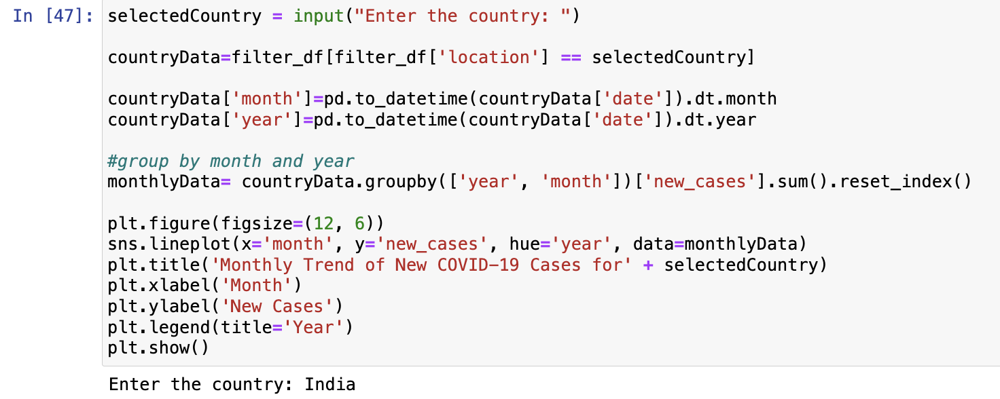 In [47]: selectedCountry = input("Enter the country: ")
countryData=filter_df[filter_df['location'] == selectedCountry]
countryData['month']=pd.to_datetime(countryData['date']).dt.month
countryData['year']=pd.to_datetime(countryData['date']).dt.year
#group by month and year
monthlyData= countryData.groupby(['year', 'month'])['new_cases'].sum().reset_index()
plt.figure(figsize=(12, 6))
sns.lineplot(x='month', y='new_cases', hue='year', data=monthlyData)
plt.title('Monthly Trend of New COVID-19 Cases for' + selectedCountry)
plt.xlabel('Month')
plt.ylabel('New Cases')
plt.legend(title='Year')
plt.show()
Enter the country: India